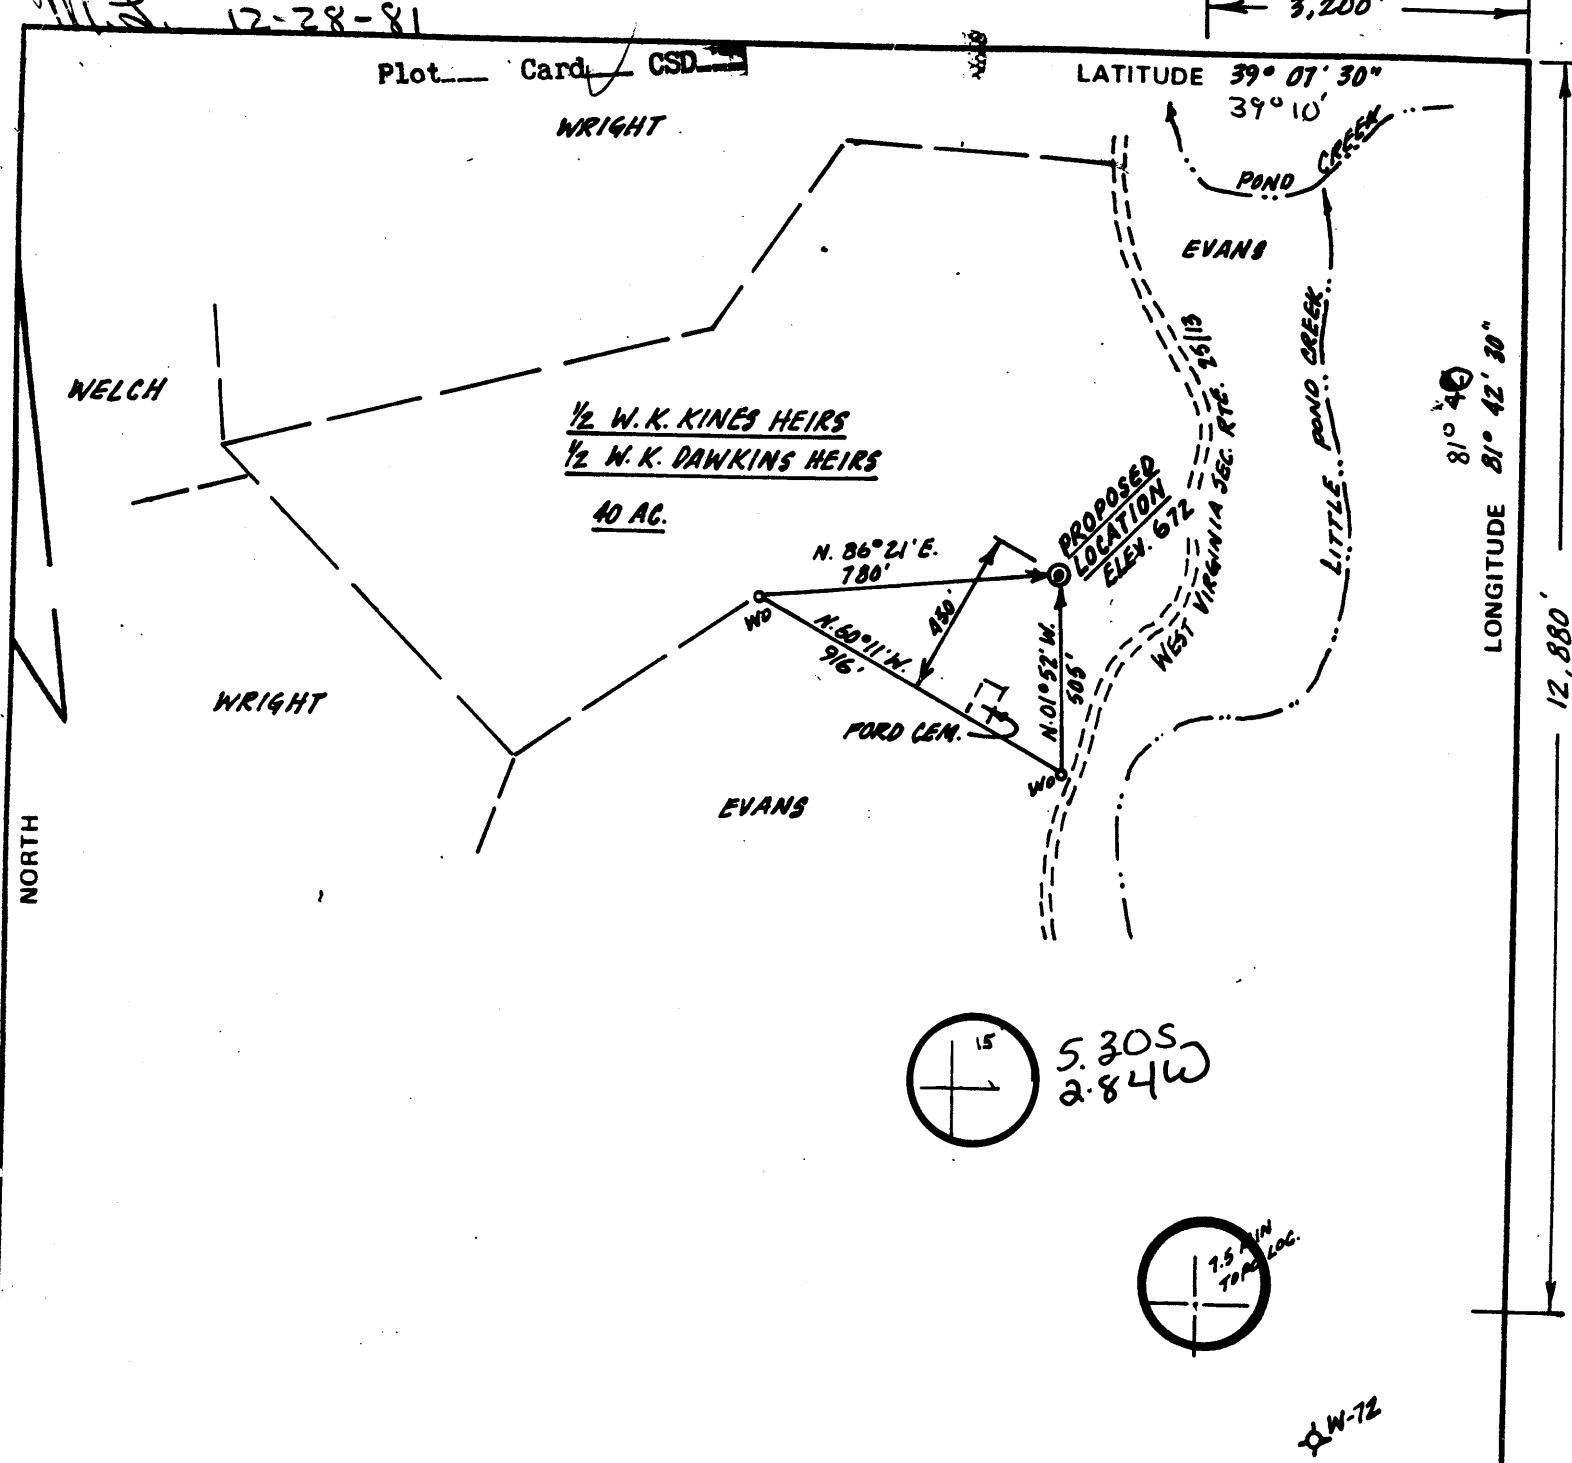 12-28-81
3,200'
Plot___ Card___ CSD___
LATITUDE 39° 07' 30"
39° 10'
WRIGHT
POND CREEK
EVANS
WELCH
1/2 W.K. KINES HEIRS
1/2 W.K. DAWKINS HEIRS
40 AC.
PROPOSED
LOCATION
ELEV. 672
WEST VIRGINIA SEC. RTE. 25/13
LITTLE POND CREEK
81° 40
LONGITUDE 81° 42' 30"
12,880'
N. 86° 21' E.
780'
WO
N. 60° 11' W.
916'
430'
N. 01° 52' W.
505'
FORD CEM.
WO
WRIGHT
EVANS
NORTH
15
5.30S
2.84W
7.5 MIN
TOPO LOC.
W-72